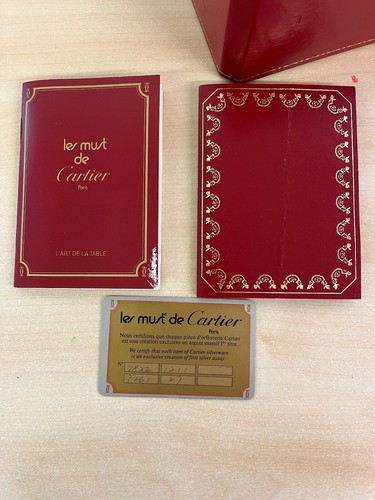 les must
de
Cartier
Paris
L'ART DE LA TABLE
les must de Cartier
Paris
Nous certifions que chaque pièce d'orfèvrerie Cartier
est une création exclusive en argent massif 1er titre.
We certify that each item of Cartier silverware
is an exclusive creation of first silver assay.
N°